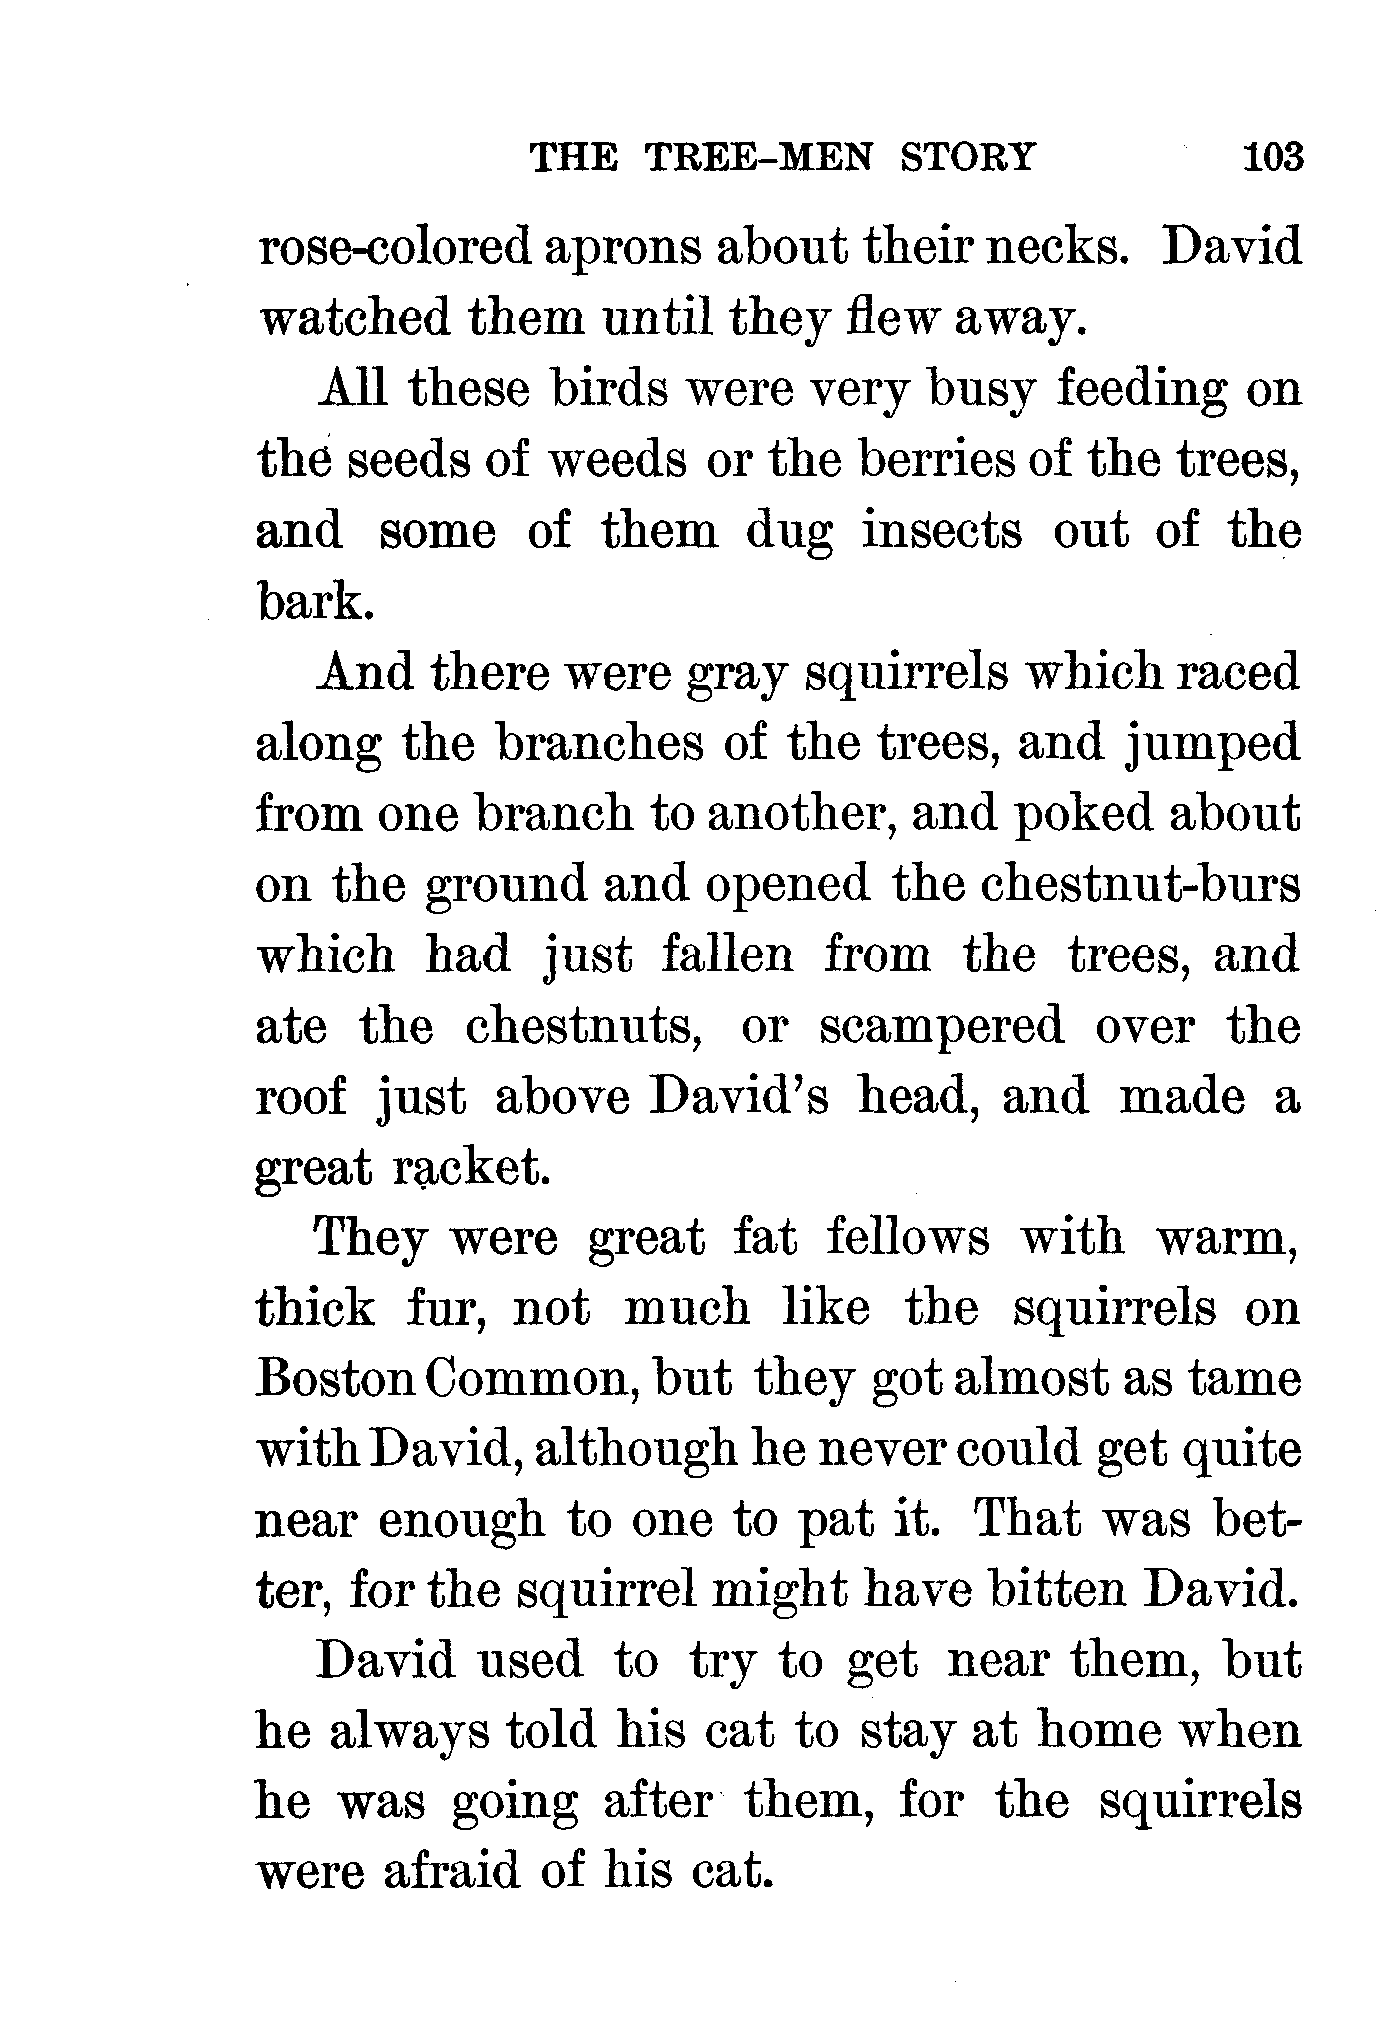 THE TREE-MEN STORY 103
rose-colored aprons about their necks. David
watched them until they flew away.
All these birds were very busy feeding on
the seeds of weeds or the berries of the trees,
and some of them dug insects out of the
bark.
And there were gray squirrels which raced
along the branches of the trees, and jumped
from one branch to another, and poked about
on the ground and opened the chestnut-burs
which had just fallen from the trees, and
ate the chestnuts, or scampered over the
roof just above David's head, and made a
great racket.
They were great fat fellows with warm,
thick fur, not much like the squirrels on
Boston Common, but they got almost as tame
with David, although he never could get quite
near enough to one to pat it. That was bet-
ter, for the squirrel might have bitten David.
David used to try to get near them, but
he always told his cat to stay at home when
he was going after them, for the squirrels
were afraid of his cat.